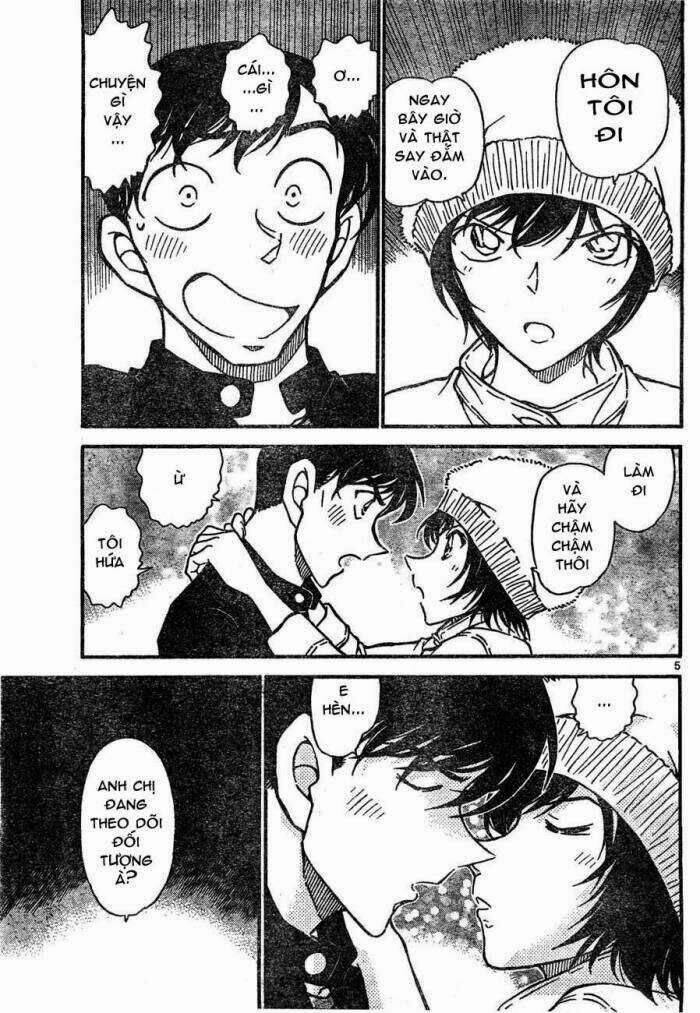 HÔN
TÔI
ĐI
NGAY
BÂY GIỜ
VÀ THẬT
SAY ĐẮM
VÀO.
Ơ...
CÁI...
...GÌ
...
CHUYỆN
GÌ
VẬY
...
LÀM
ĐI
VÀ
HÃY
CHẬM
CHẬM
THÔI
Ừ
TÔI
HỨA
5
...
E
HÈN...
ANH CHỊ
ĐANG
THEO DÕI
ĐỐI
TƯỢNG
À?